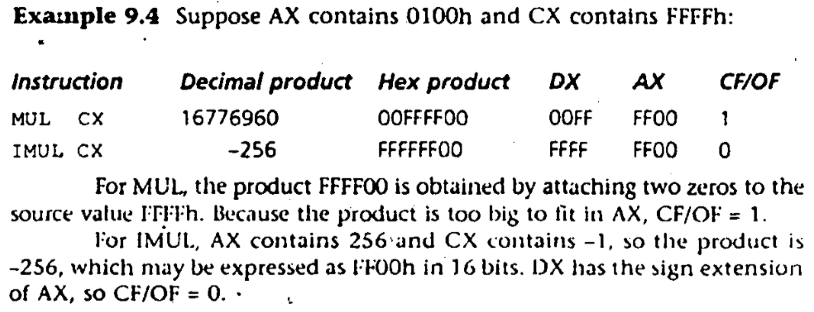 Example 9.4 Suppose AX contains 0100h and CX contains FFFFh:
Instruction Decimal product Hex product DX AX CF/OF
MUL CX 16776960 00FFFF00 00FF FF00 1
IMUL CX -256 FFFFFF00 FFFF FF00 0
For MUL, the product FFFF00 is obtained by attaching two zeros to the
source value FFFFh. Because the product is too big to fit in AX, CF/OF = 1.
For IMUL, AX contains 256 and CX contains -1, so the product is
-256, which may be expressed as FF00h in 16 bits. DX has the sign extension
of AX, so CF/OF = 0.